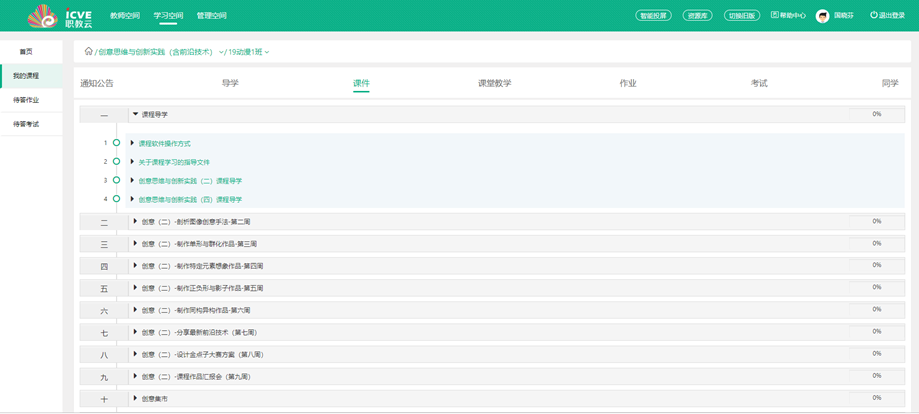 iCVE
职教云
教师空间 学习空间 管理空间 智能投屏 资源库 切换旧版 帮助中心 国晓芬 退出登录
首页
我的课程
待答作业
待答考试
/创意思维与创新实践（含前沿技术）/19动漫1班
通知公告 导学 课件 课堂教学 作业 考试 同学
一 课程导学 0%
1 课程软件操作方式
2 关于课程学习的指导文件
3 创意思维与创新实践（二）课程导学
4 创意思维与创新实践（四）课程导学
二 创意（二）-剖析图像创意手法-第二周 0%
三 创意（二）-制作单形与群化作品-第三周 0%
四 创意（二）-制作特定元素想象作品-第四周 0%
五 创意（二）-制作正负形与影子作品-第五周 0%
六 创意（二）-制作同构异构作品-第六周 0%
七 创意（二）-分享最新前沿技术（第七周） 0%
八 创意（二）-设计金点子大赛方案（第八周） 0%
九 创意（二）-课程作品汇报会（第九周） 0%
十 创意集市 0%